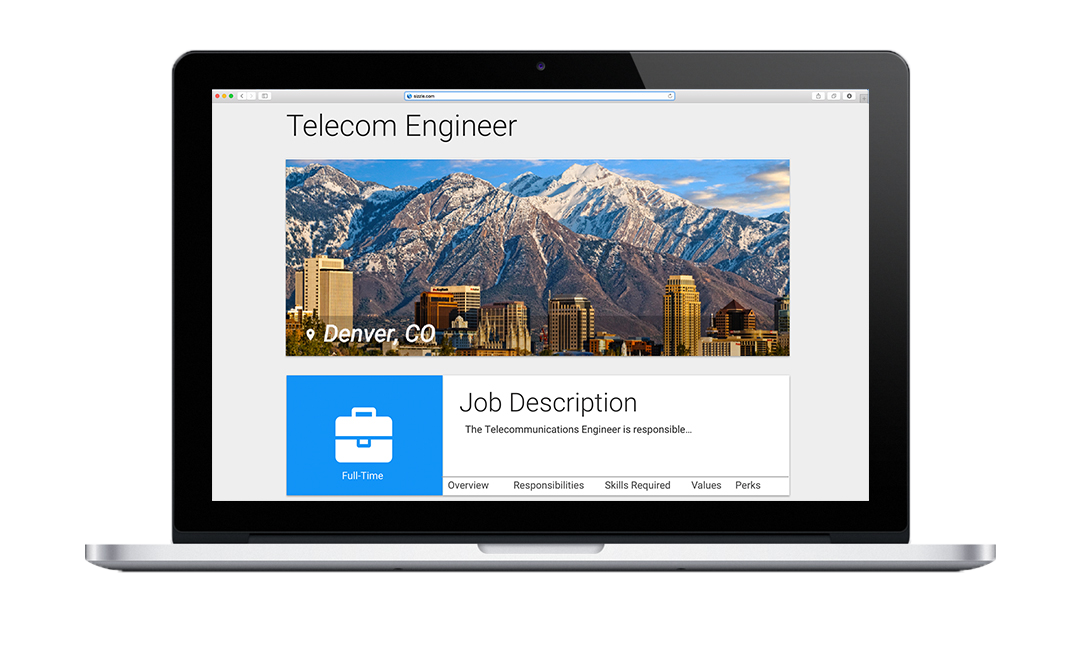 sizzle.com
Telecom Engineer
Denver, CO
Job Description
The Telecommunications Engineer is responsible...
Full-Time
Overview Responsibilities Skills Required Values Perks